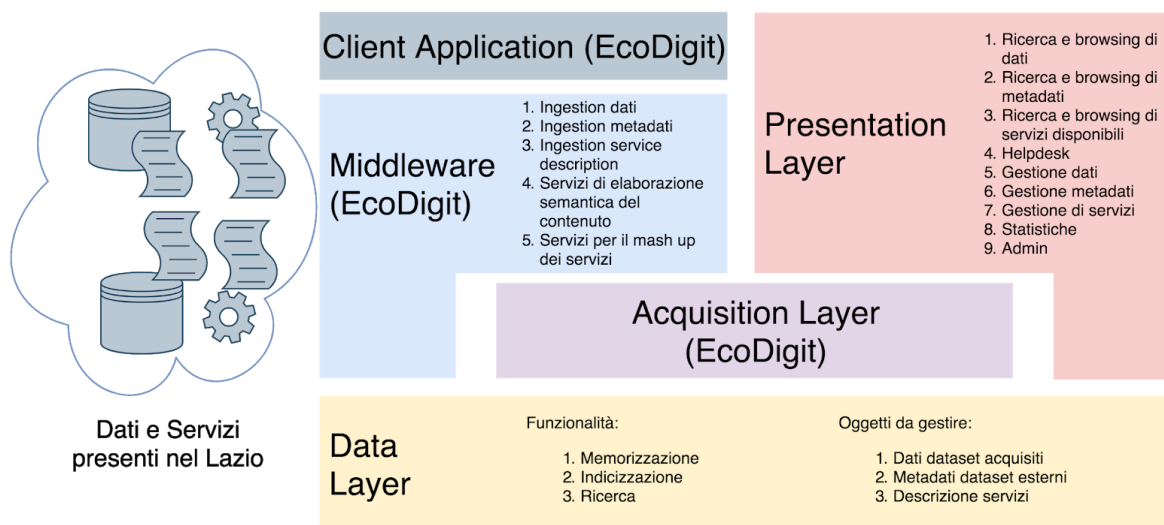 Client Application (EcoDigit)
Middleware
(EcoDigit)
1. Ingestion dati
2. Ingestion metadati
3. Ingestion service
description
4. Servizi di elaborazione
semantica del
contenuto
5. Servizi per il mash up
dei servizi
Presentation
Layer
1. Ricerca e browsing di
dati
2. Ricerca e browsing di
metadati
3. Ricerca e browsing di
servizi disponibili
4. Helpdesk
5. Gestione dati
6. Gestione metadati
7. Gestione di servizi
8. Statistiche
9. Admin
Acquisition Layer
(EcoDigit)
Dati e Servizi
presenti nel Lazio
Data
Layer
Funzionalità:
1. Memorizzazione
2. Indicizzazione
3. Ricerca
Oggetti da gestire:
1. Dati dataset acquisiti
2. Metadati dataset esterni
3. Descrizione servizi